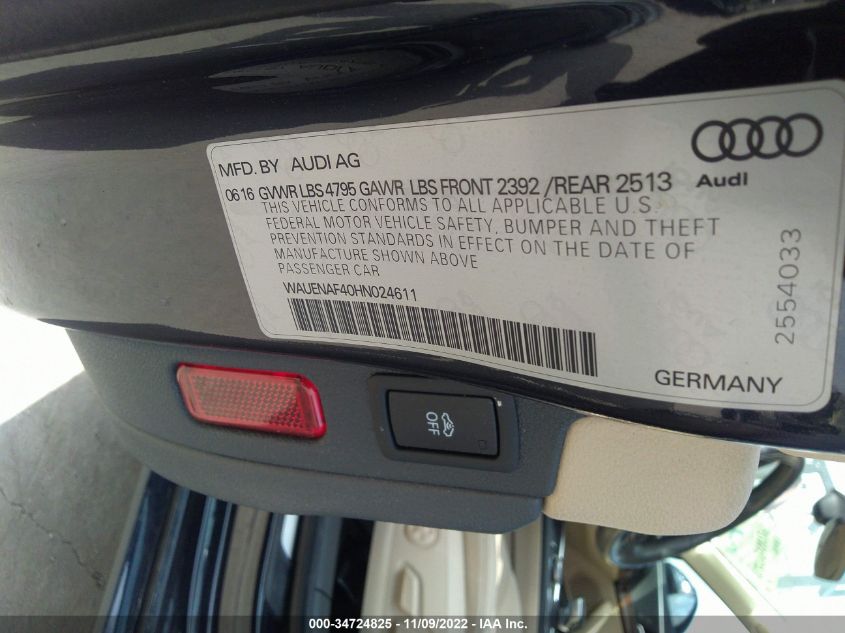 MFD. BY AUDI AG
0616 GVWR LBS 4795 GAWR LBS FRONT 2392 /REAR 2513
THIS VEHICLE CONFORMS TO ALL APPLICABLE U.S.
FEDERAL MOTOR VEHICLE SAFETY, BUMPER AND THEFT
PREVENTION STANDARDS IN EFFECT ON THE DATE OF
MANUFACTURE SHOWN ABOVE
PASSENGER CAR
WAUENAF40HN024611
Audi
2554033
GERMANY
OFF
000-34724825 | 11/09/2022 - IAA Inc.